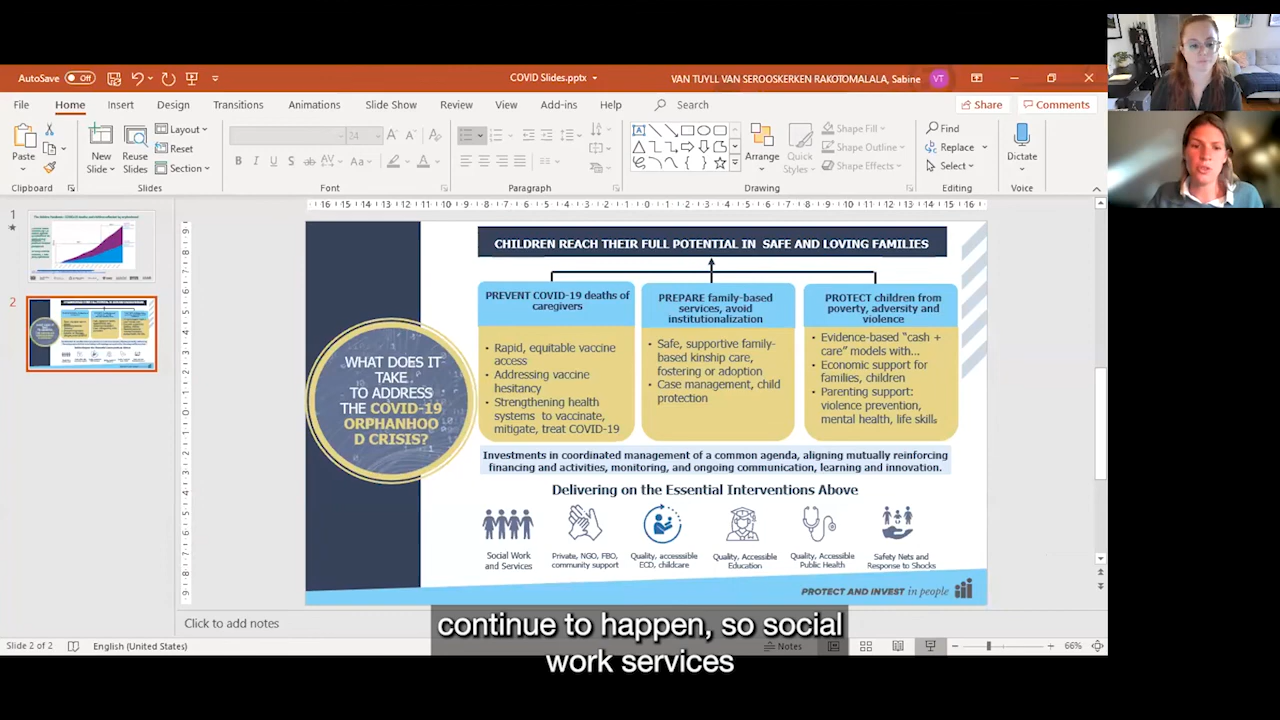 AutoSave Off
COVID Slides.pptx
VAN TUYLL VAN SEROOSKERKEN RAKOTOMALALA, Sabine
VT
File Home Insert Design Transitions Animations Slide Show Review View Add-ins Help Search Share Comments
Paste
New
Slide
Reuse
Slides
Layout
Reset
Section
24
Arrange
Quick
Styles
Shape Fill
Shape Outline
Shape Effects
Find
Replace
Select
Dictate
Clipboard Slides Font Paragraph Drawing Editing Voice
1
2
CHILDREN REACH THEIR FULL POTENTIAL IN SAFE AND LOVING FAMILIES
WHAT DOES IT
TAKE
TO ADDRESS
THE COVID-19
ORPHANHOO
D CRISIS?
PREVENT COVID-19 deaths of
caregivers
• Rapid, equitable vaccine
access
• Addressing vaccine
hesitancy
• Strengthening health
systems to vaccinate,
mitigate, treat COVID-19
PREPARE family-based
services, avoid
institutionalization
• Safe, supportive family-
based kinship care,
fostering or adoption
• Case management, child
protection
PROTECT children from
poverty, adversity and
violence
• Evidence-based “cash +
care” models with...
• Economic support for
families, children
• Parenting support:
violence prevention,
mental health, life skills
Investments in coordinated management of a common agenda, aligning mutually reinforcing
financing and activities, monitoring, and ongoing communication, learning and innovation.
Delivering on the Essential Interventions Above
Social Work
and Services
Private, NGO, FBO,
community support
Quality, accesssible
ECD, childcare
Quality, Accessible
Education
Quality, Accessible
Public Health
Safety Nets and
Response to Shocks
PROTECT AND INVEST in people
Click to add notes
continue to happen, so social
work services
Slide 2 of 2 English (United States) Notes 66%